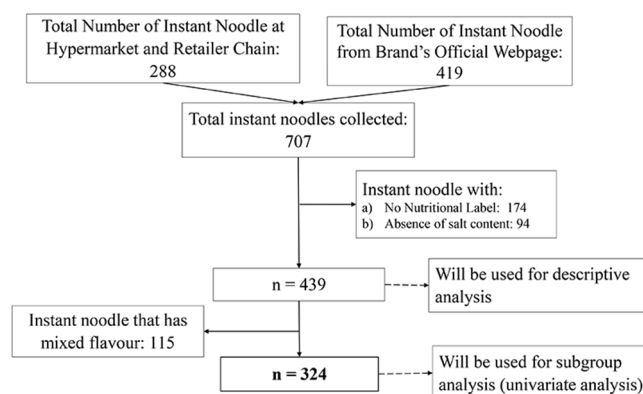 Total Number of Instant Noodle at
Hypermarket and Retailer Chain:
288
Total Number of Instant Noodle
from Brand's Official Webpage:
419
Total instant noodles collected:
707
Instant noodle with:
a) No Nutritional Label: 174
b) Absence of salt content: 94
n = 439
Will be used for descriptive
analysis
Instant noodle that has
mixed flavour: 115
n = 324
Will be used for subgroup
analysis (univariate analysis)